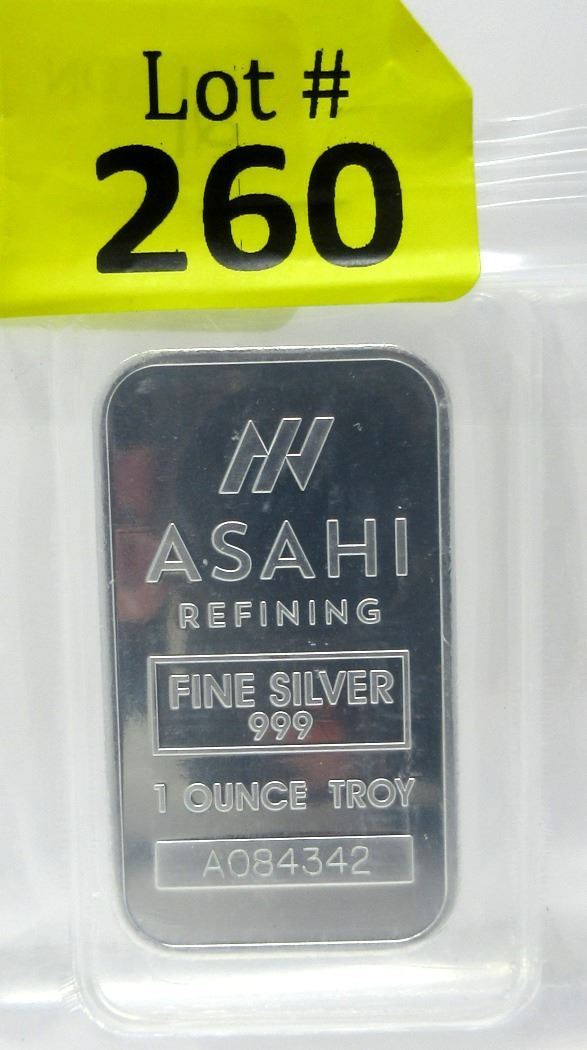 Lot #
260
ASAHI
REFINING
FINE SILVER
999
1 OUNCE TROY
A084342